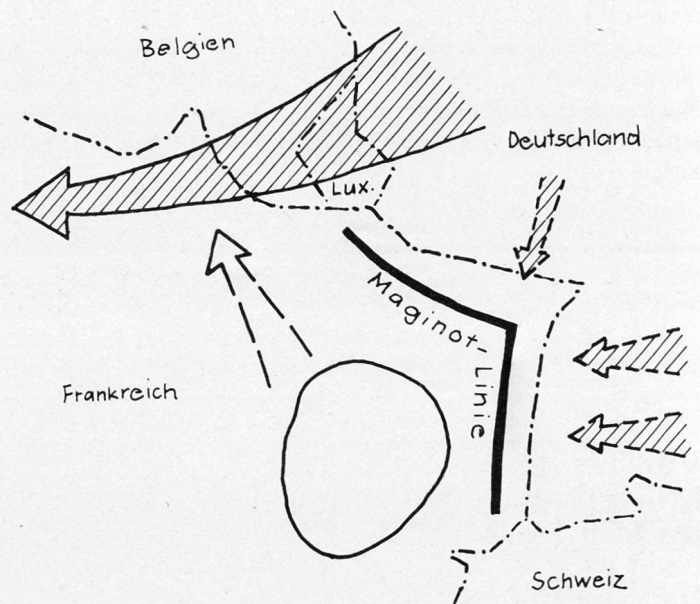 Belgien
Deutschland
Lux.
Maginot-Linie
Frankreich
Schweiz